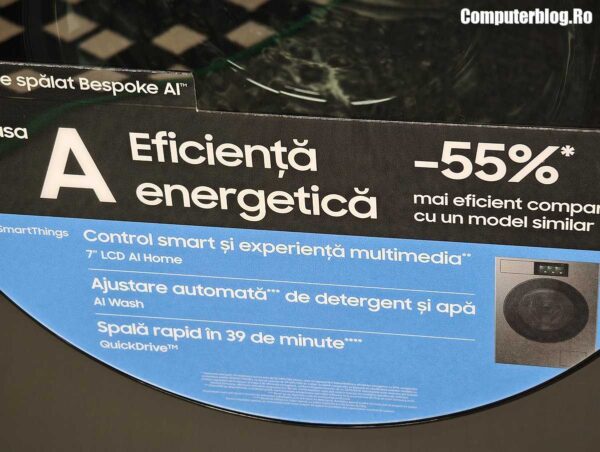 Computerblog.Ro
e spălat Bespoke AI™
asa
A
Eficiență
energetică
-55%*
mai eficient compar
cu un model similar
SmartThings
Control smart și experiență multimedia**
7" LCD AI Home
Ajustare automată*** de detergent și apă
AI Wash
Spală rapid în 39 de minute****
QuickDrive™